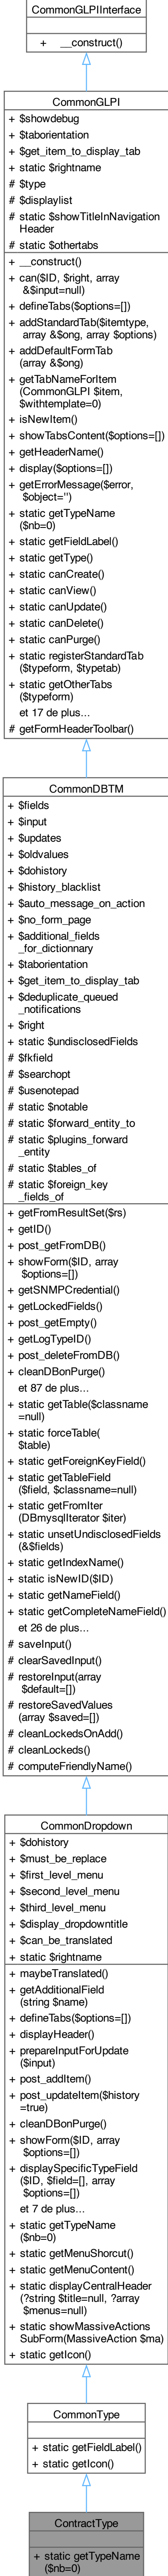 CommonGLPIInterface
+ __construct()
CommonGLPI
+ $showdebug
+ $taborientation
+ $get_item_to_display_tab
+ static $rightname
# $type
# $displaylist
# static $showTitleInNavigation
Header
# static $othertabs
+ __construct()
+ can($ID, $right, array
&$input=null)
+ defineTabs($options=[])
+ addStandardTab($itemtype,
array &$ong, array $options)
+ addDefaultFormTab
(array &$ong)
+ getTabNameForItem
(CommonGLPI $item,
$withtemplate=0)
+ isNewItem()
+ showTabsContent($options=[])
+ getHeaderName()
+ display($options=[])
+ getErrorMessage($error,
$object='')
+ static getTypeName
($nb=0)
+ static getFieldLabel()
+ static getType()
+ static canCreate()
+ static canView()
+ static canUpdate()
+ static canDelete()
+ static canPurge()
+ static registerStandardTab
($typeform, $typetab)
+ static getOtherTabs
($typeform)
et 17 de plus...
# getFormHeaderToolbar()
CommonDBTM
+ $fields
+ $input
+ $updates
+ $oldvalues
+ $dohistory
+ $history_blacklist
+ $auto_message_on_action
+ $no_form_page
+ $additional_fields
_for_dictionnary
+ $taborientation
+ $get_item_to_display_tab
+ $deduplicate_queued
_notifications
+ $right
+ static $undisclosedFields
# $fkfield
# $searchopt
# $usenotepad
# static $notable
# static $forward_entity_to
# static $plugins_forward
_entity
# static $tables_of
# static $foreign_key
_fields_of
+ getFromResultSet($rs)
+ getID()
+ post_getFromDB()
+ showForm($ID, array
$options=[])
+ getSNMPCredential()
+ getLockedFields()
+ post_getEmpty()
+ getLogTypeID()
+ post_deleteFromDB()
+ cleanDBonPurge()
et 87 de plus...
+ static getTable($classname
=null)
+ static forceTable(
$table)
+ static getForeignKeyField()
+ static getTableField
($field, $classname=null)
+ static getFromIter
(DBmysqlIterator $iter)
+ static unsetUndisclosedFields
(&$fields)
+ static getIndexName()
+ static isNewID($ID)
+ static getNameField()
+ static getCompleteNameField()
et 26 de plus...
# saveInput()
# clearSavedInput()
# restoreInput(array
$default=[])
# restoreSavedValues
(array $saved=[])
# cleanLockedsOnAdd()
# cleanLockeds()
# computeFriendlyName()
CommonDropdown
+ $dohistory
+ $must_be_replace
+ $first_level_menu
+ $second_level_menu
+ $third_level_menu
+ $display_dropdowntitle
+ $can_be_translated
+ static $rightname
+ maybeTranslated()
+ getAdditionalField
(string $name)
+ defineTabs($options=[])
+ displayHeader()
+ prepareInputForUpdate
($input)
+ post_addItem()
+ post_updateItem($history
=true)
+ cleanDBonPurge()
+ showForm($ID, array
$options=[])
+ displaySpecificTypeField
($ID, $field=[], array
$options=[])
et 7 de plus...
+ static getTypeName
($nb=0)
+ static getMenuShorcut()
+ static getMenuContent()
+ static displayCentralHeader
(?string $title=null, ?array
$menus=null)
+ static showMassiveActions
SubForm(MassiveAction $ma)
+ static getIcon()
CommonType
+ static getFieldLabel()
+ static getIcon()
ContractType
+ static getTypeName
($nb=0)